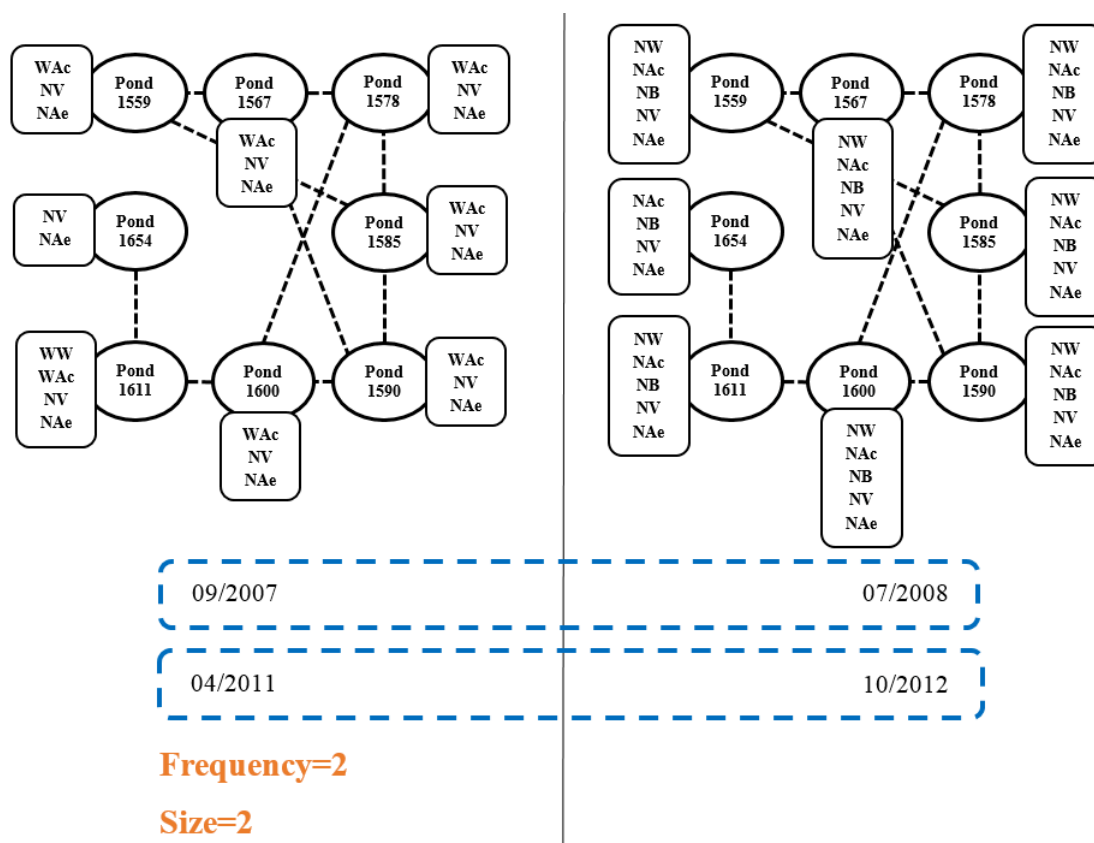 WAc
NV
NAe
Pond
1559
Pond
1567
WAc
NV
NAe
Pond
1578
WAc
NV
NAe
NV
NAe
Pond
1654
Pond
1585
WAc
NV
NAe
WW
WAc
NV
NAe
Pond
1611
Pond
1600
WAc
NV
NAe
Pond
1590
WAc
NV
NAe
NW
NAc
NB
NV
NAe
Pond
1559
Pond
1567
NW
NAc
NB
NV
NAe
Pond
1578
NW
NAc
NB
NV
NAe
NAc
NB
NV
NAe
Pond
1654
Pond
1585
NW
NAc
NB
NV
NAe
NW
NAc
NB
NV
NAe
Pond
1611
Pond
1600
NW
NAc
NB
NV
NAe
Pond
1590
NW
NAc
NB
NV
NAe
09/2007 07/2008
04/2011 10/2012
Frequency=2
Size=2